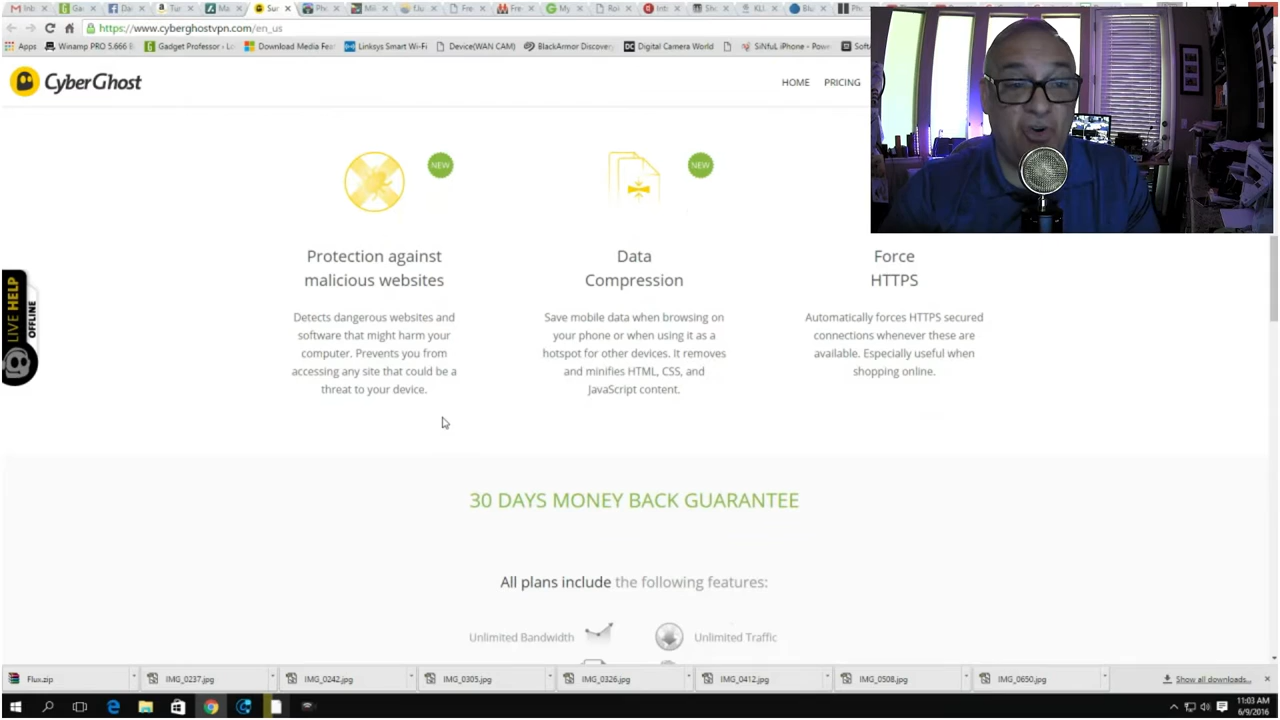 https://www.cyberghostvpn.com/en_us
Apps
Winamp PRO 5.666
Gadget Professor
Download Media Fe
Linksys Smart Wi-Fi
Device(WAN CAM)
BlackArmor Discovery
Digital Camera World
SiNfuL iPhone - Powe
CyberGhost
HOME
PRICING
NEW
NEW
Protection against
malicious websites
Detects dangerous websites and
software that might harm your
computer. Prevents you from
accessing any site that could be a
threat to your device.
Data
Compression
Save mobile data when browsing on
your phone or when using it as a
hotspot for other devices. It removes
and minifies HTML, CSS, and
JavaScript content.
Force
HTTPS
Automatically forces HTTPS secured
connections whenever these are
available. Especially useful when
shopping online.
LIVE HELP
OFFLINE
30 DAYS MONEY BACK GUARANTEE
All plans include the following features:
Unlimited Bandwidth
Unlimited Traffic
Flux.zip
IMG_0237.jpg
IMG_0242.jpg
IMG_0305.jpg
IMG_0326.jpg
IMG_0412.jpg
IMG_0508.jpg
IMG_0650.jpg
Show all downloads...
11:03 AM
6/9/2016